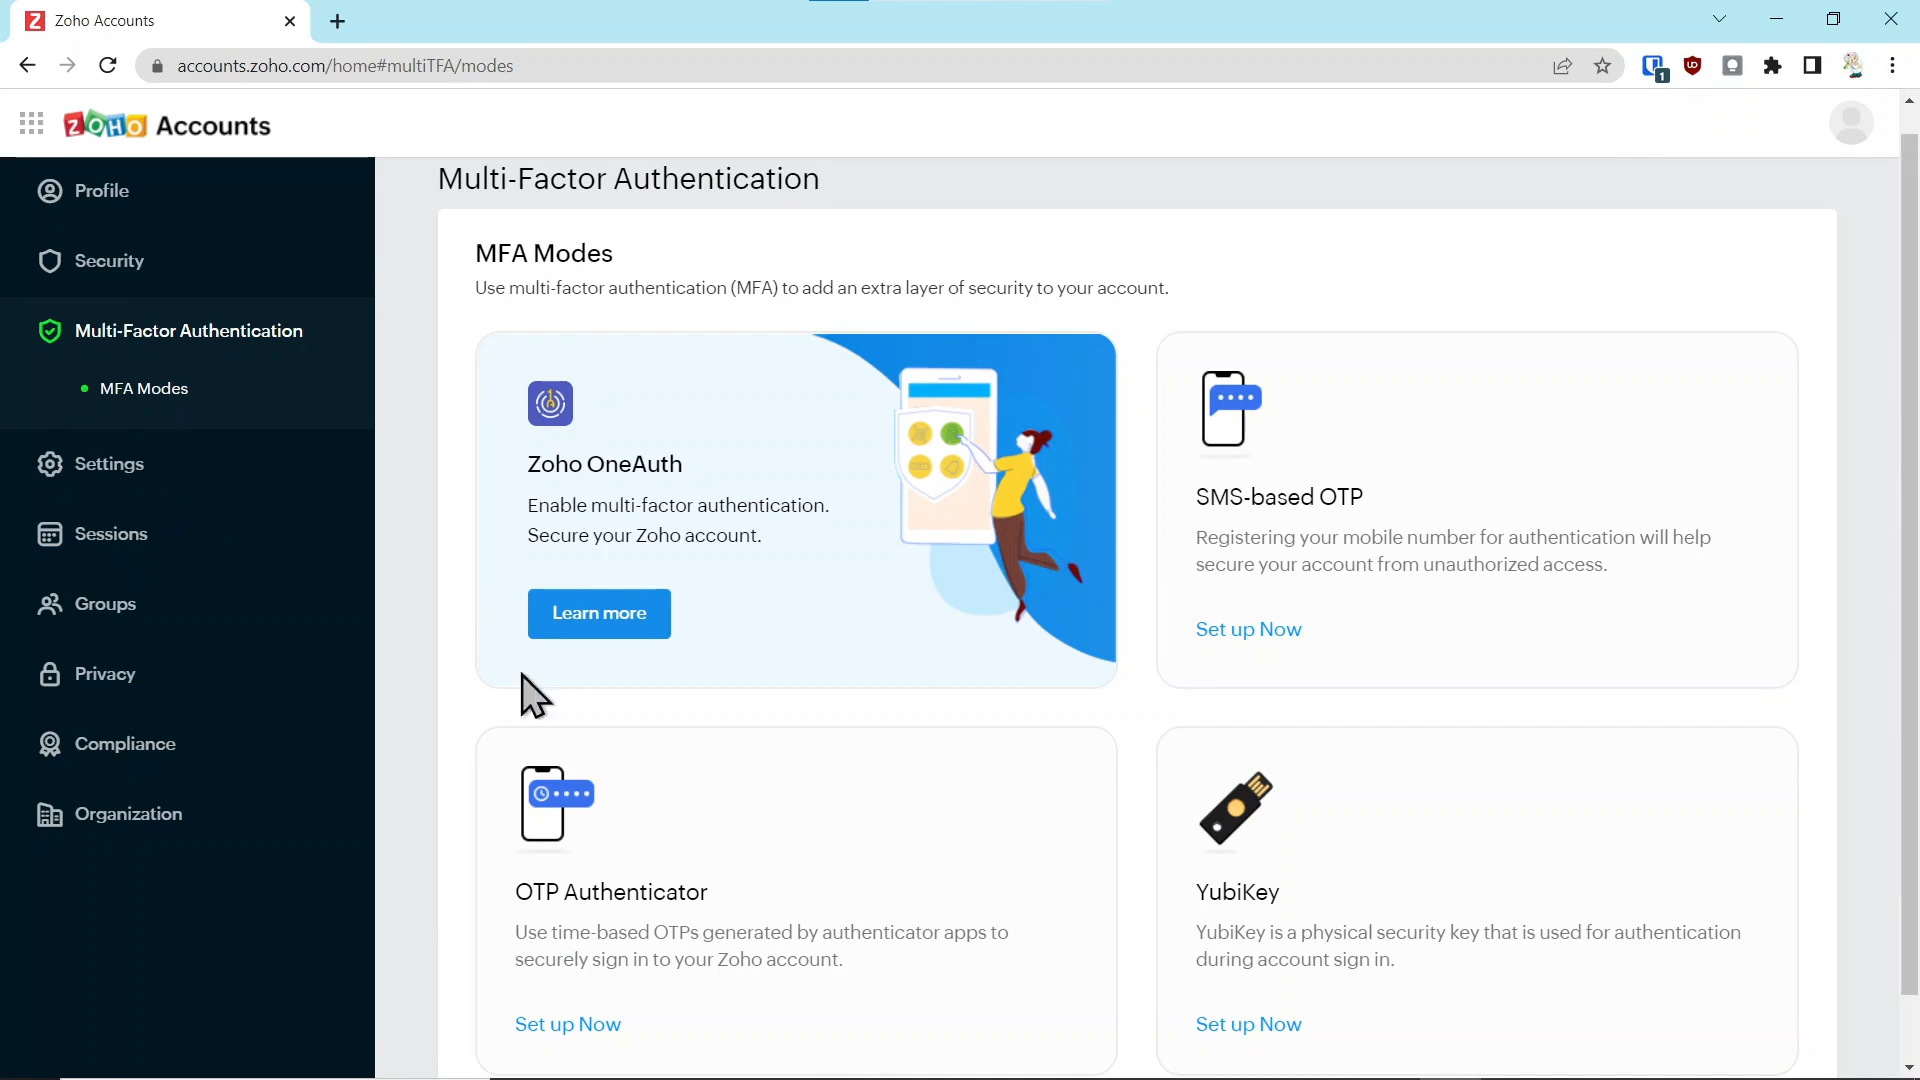 Zoho Accounts
accounts.zoho.com/home#multiTFA/modes
1
ZOHO Accounts
Profile
Security
Multi-Factor Authentication
MFA Modes
Settings
Sessions
Groups
Privacy
Compliance
Organization
Multi-Factor Authentication
MFA Modes
Use multi-factor authentication (MFA) to add an extra layer of security to your account.
Zoho OneAuth
Enable multi-factor authentication.
Secure your Zoho account.
Learn more
SMS-based OTP
Registering your mobile number for authentication will help
secure your account from unauthorized access.
Set up Now
OTP Authenticator
Use time-based OTPs generated by authenticator apps to
securely sign in to your Zoho account.
Set up Now
YubiKey
YubiKey is a physical security key that is used for authentication
during account sign in.
Set up Now